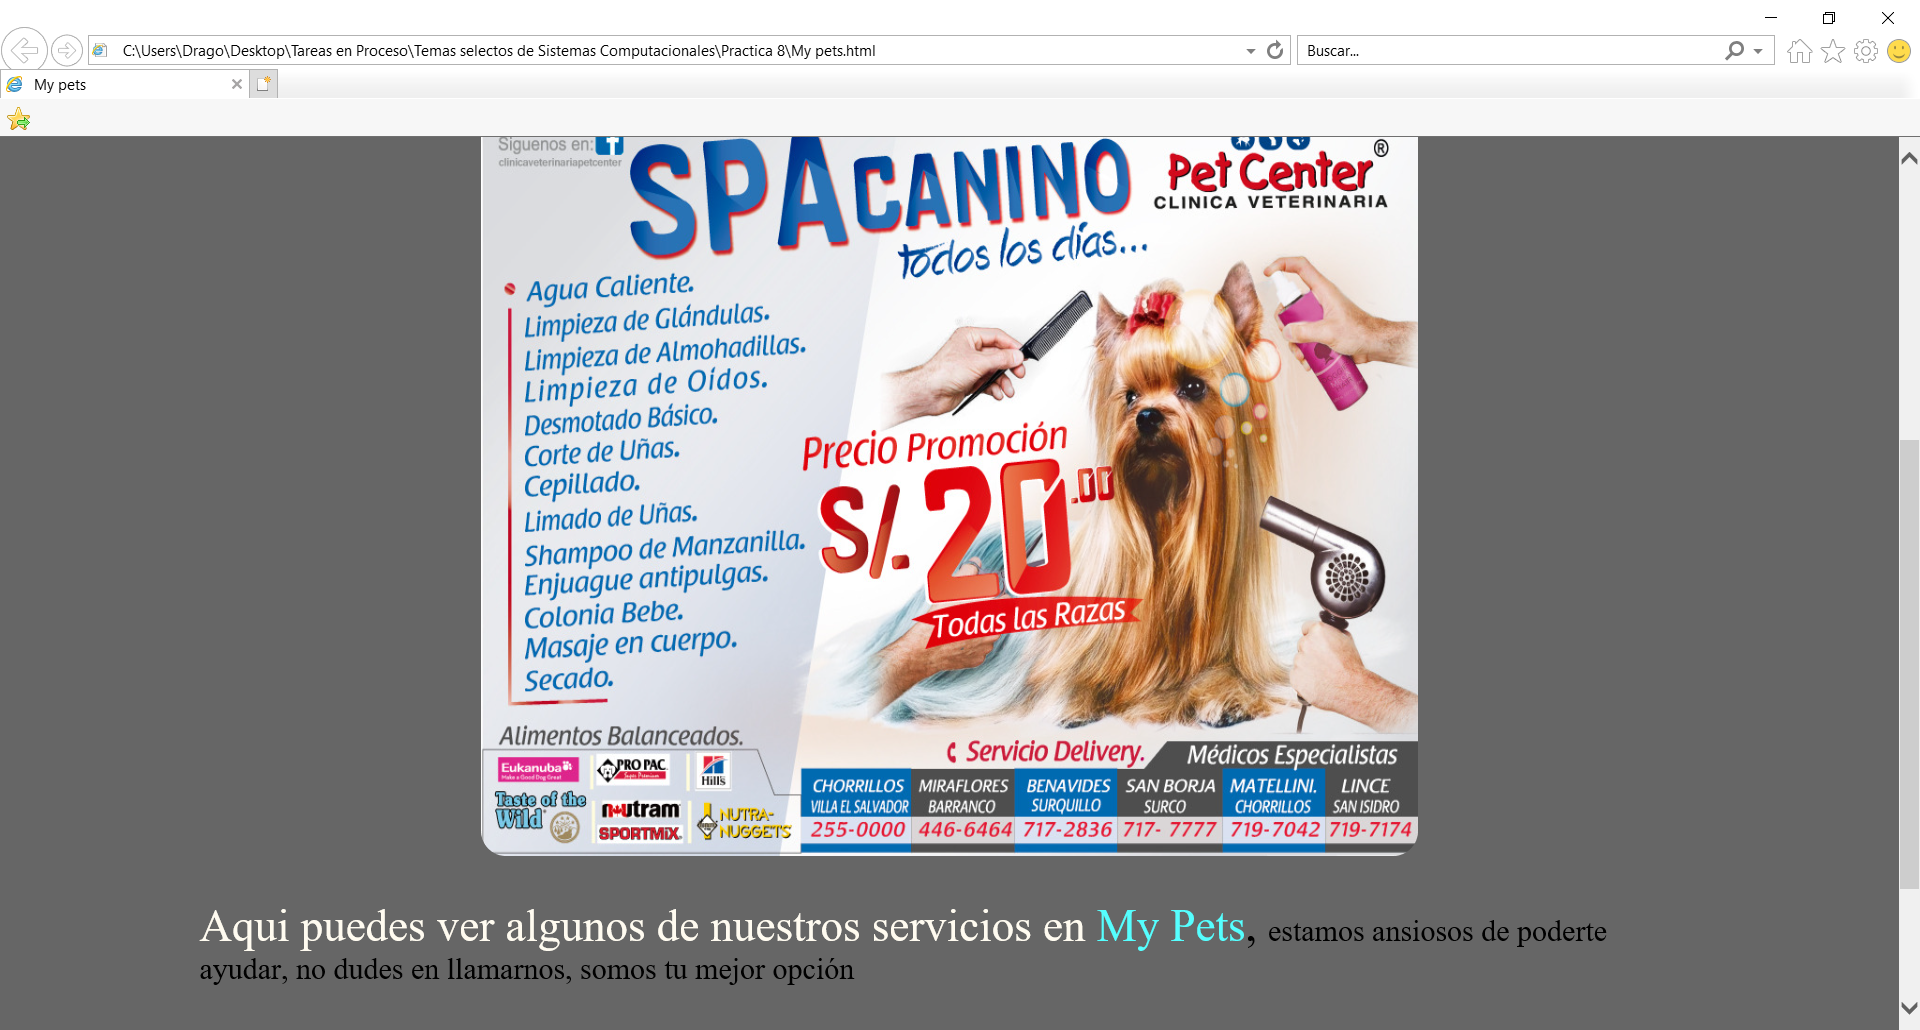 C:\Users\Drago\Desktop\Tareas en Proceso\Temas selectos de Sistemas Computacionales\Practica 8\My pets.html
Buscar...
My pets
Siguenos en:
clinicaveterinariapetcenter
SPA CANINO
todos los días...
Pet Center®
CLINICA VETERINARIA
Agua Caliente.
Limpieza de Glándulas.
Limpieza de Almohadillas.
Limpieza de Oídos.
Desmotado Básico.
Corte de Uñas.
Cepillado.
Limado de Uñas.
Shampoo de Manzanilla.
Enjuague antipulgas.
Colonia Bebe.
Masaje en cuerpo.
Secado.
Precio Promoción
S/.20.00
Todas las Razas
Alimentos Balanceados.
Eukanuba
Make a Good Dog Great
PRO PAC
Super Premium
Hill's
Taste of the Wild
nutram
SPORTMiX
NUTRA-NUGGETS
Servicio Delivery.
Médicos Especialistas
CHORRILLOS
VILLA EL SALVADOR
255-0000
MIRAFLORES
BARRANCO
446-6464
BENAVIDES
SURQUILLO
717-2836
SAN BORJA
SURCO
717- 7777
MATELLINI.
CHORRILLOS
719-7042
LINCE
SAN ISIDRO
719-7174
Aqui puedes ver algunos de nuestros servicios en My Pets, estamos ansiosos de poderte
ayudar, no dudes en llamarnos, somos tu mejor opción